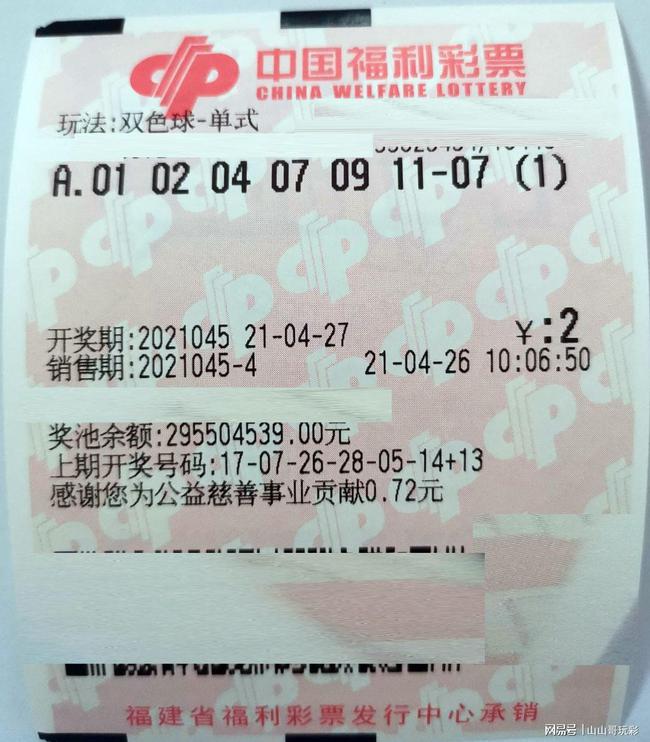 中国福利彩票
CHINA WELFARE LOTTERY
玩法:双色球-单式
A.01 02 04 07 09 11-07 (1)
开奖期:2021045 21-04-27 ¥:2
销售期:2021045-4 21-04-26 10:06:50
奖池余额:295504539.00元
上期开奖号码:17-07-26-28-05-14+13
感谢您为公益慈善事业贡献0.72元
福建省福利彩票发行中心承销
网易号 | 山山哥玩彩